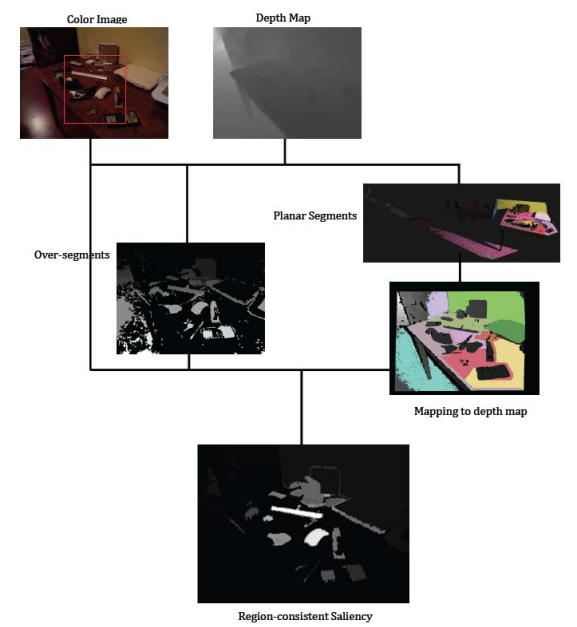 Color Image
Depth Map
Planar Segments
Over-segments
Mapping to depth map
Region-consistent Saliency